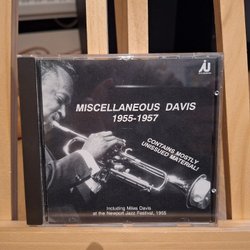 MISCELLANEOUS DAVIS
1955-1957
CONTAINS MOSTLY
UNISSUED MATERIAL!
Including Miles Davis
at the Newport Jazz Festival, 1955